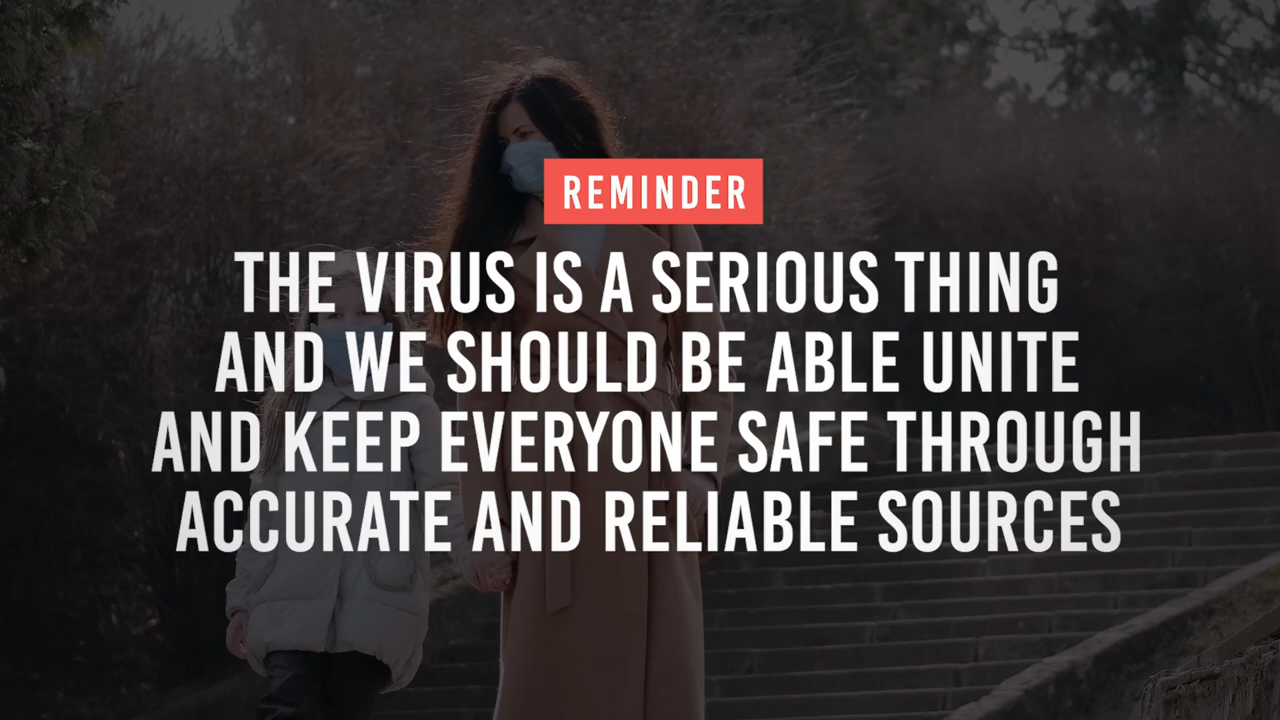 REMINDER
THE VIRUS IS A SERIOUS THING
AND WE SHOULD BE ABLE UNITE
AND KEEP EVERYONE SAFE THROUGH
ACCURATE AND RELIABLE SOURCES